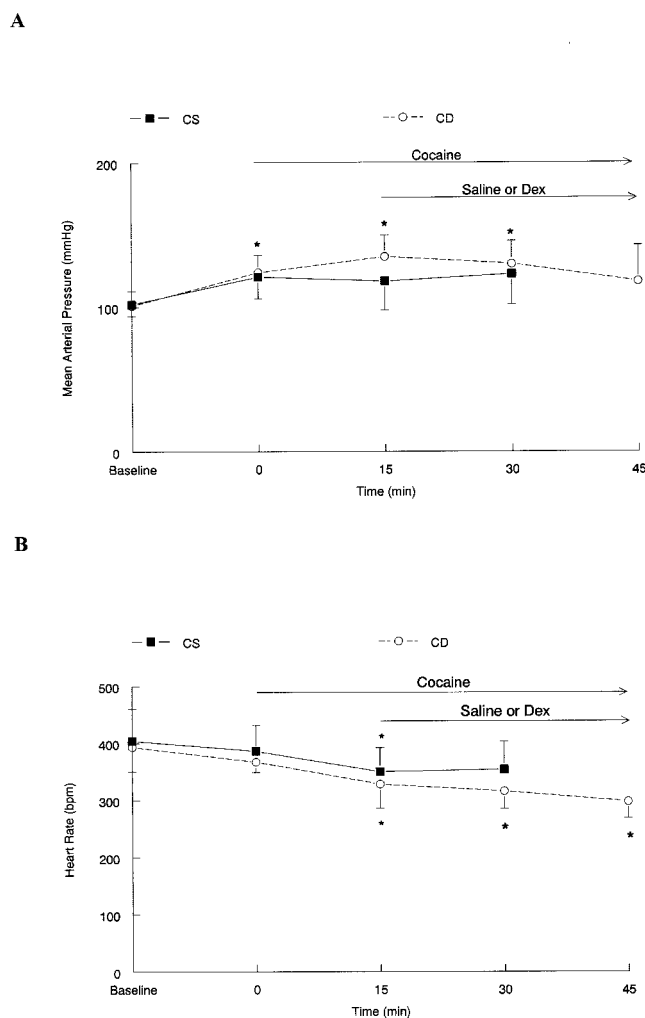 A
CS CD
Cocaine
Saline or Dex
200
* * *
100
0
Baseline 0 15 30 45
Time (min)
Mean Arterial Pressure (mmHg)
B
CS CD
Cocaine
Saline or Dex
500
400
300
200
100
0
*
* * *
Baseline 0 15 30 45
Time (min)
Heart Rate (bpm)